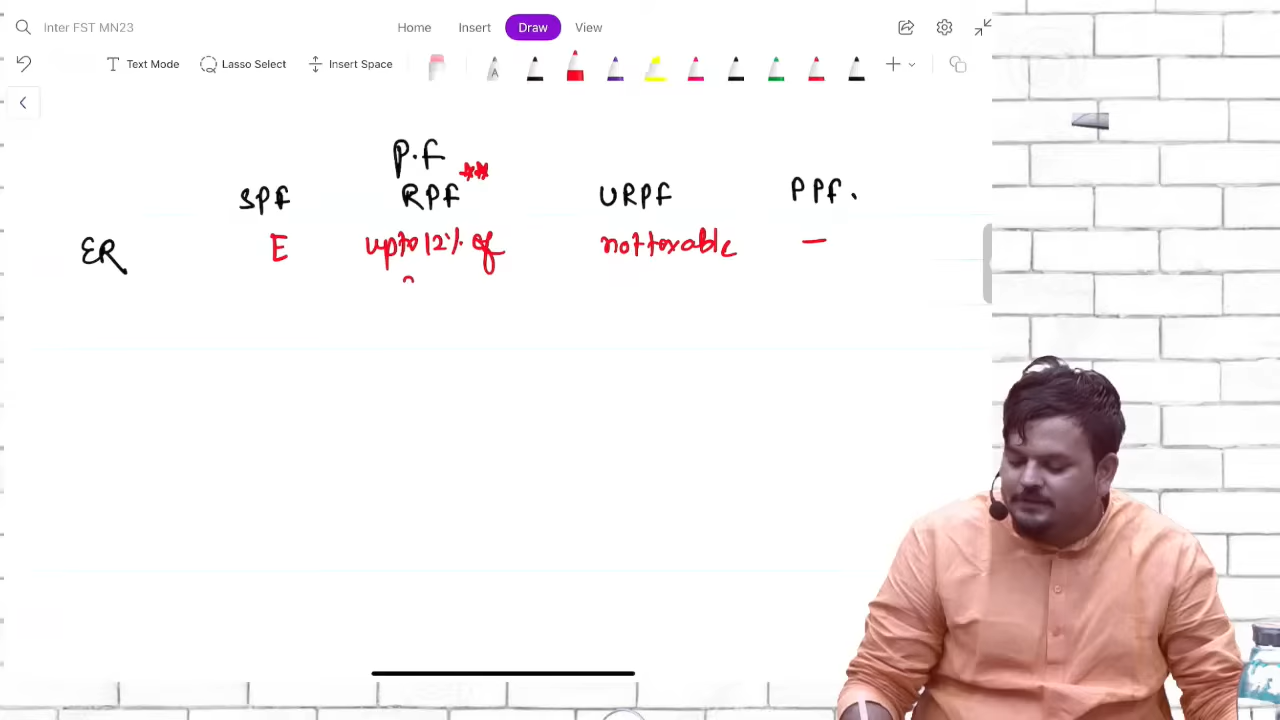 Inter FST MN23
Home Insert Draw View
Text Mode Lasso Select Insert Space
A
P.F
SPF RPF ** URPF PPF.
ER E upto 12% of not taxable —